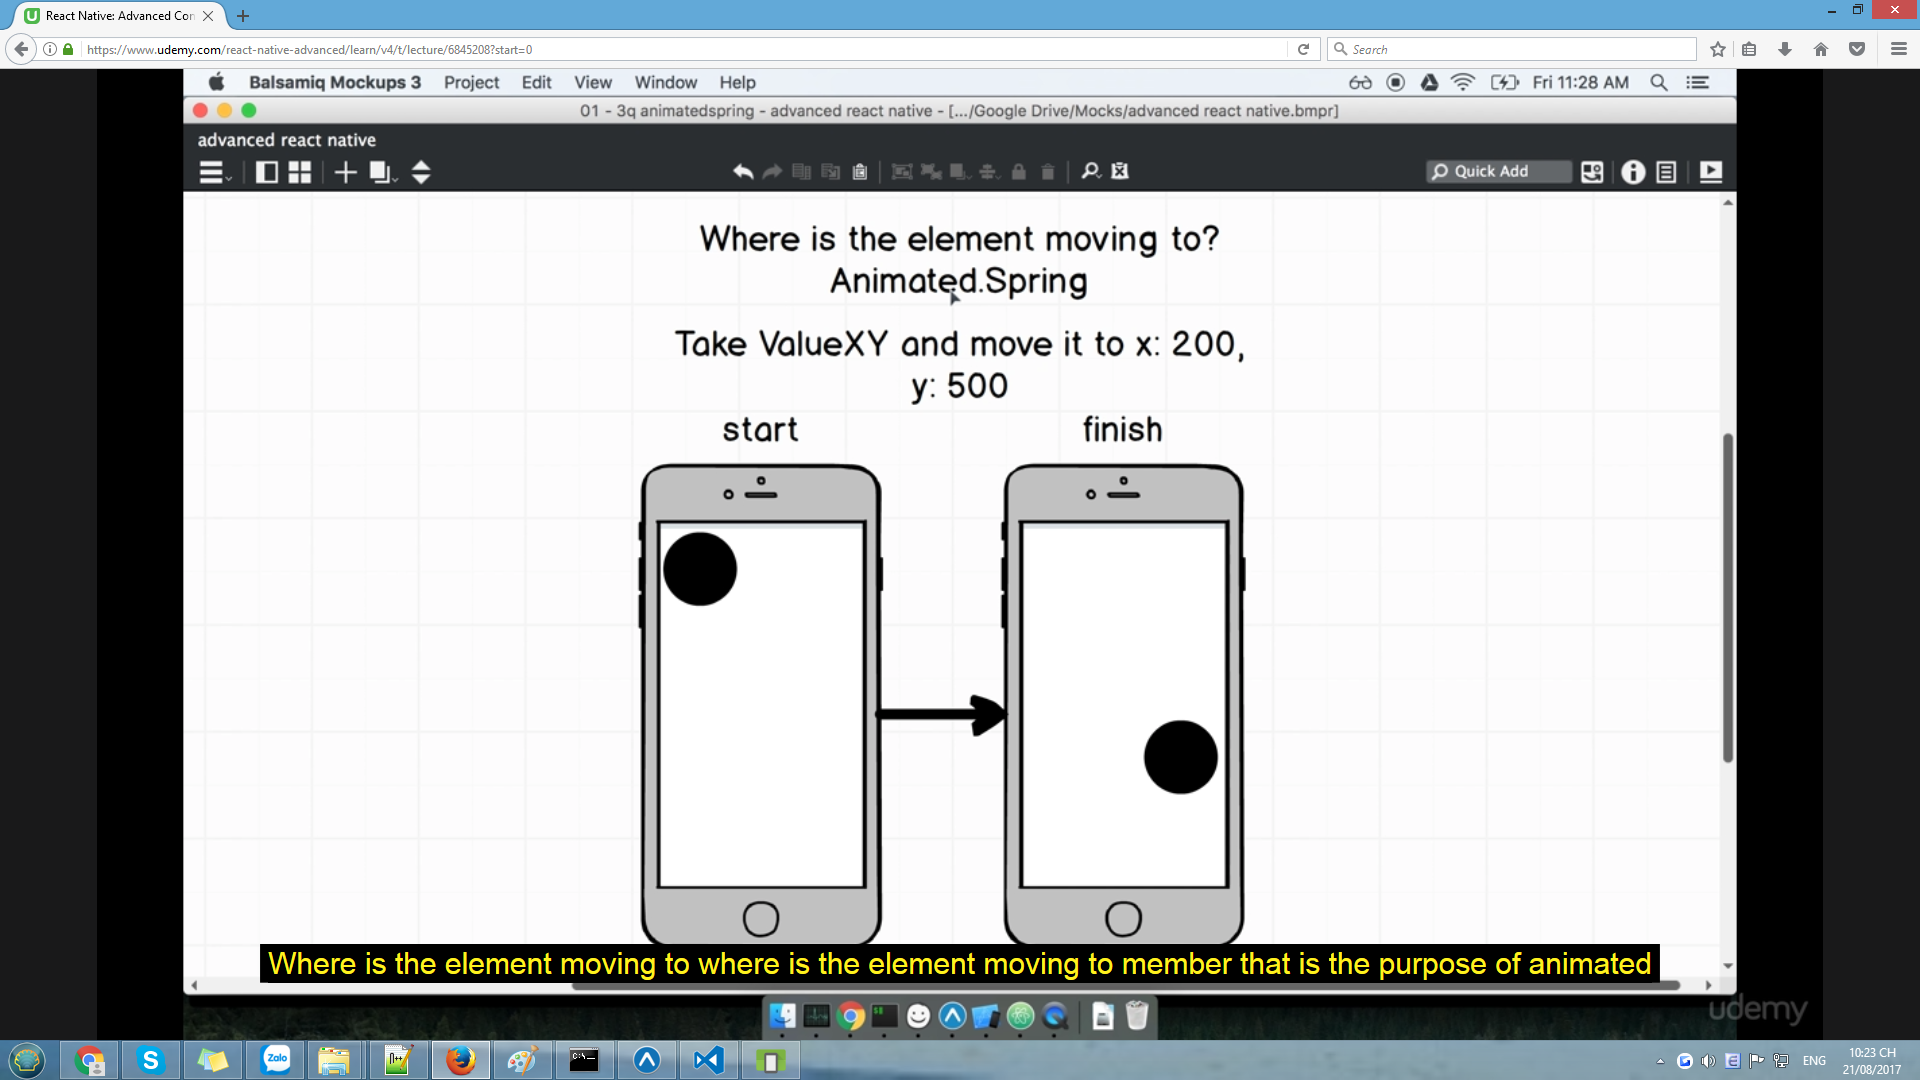 React Native: Advanced Con
https://www.udemy.com/react-native-advanced/learn/v4/t/lecture/6845208?start=0
Search
Balsamiq Mockups 3 Project Edit View Window Help
Fri 11:28 AM
01 - 3q animatedspring - advanced react native - [.../Google Drive/Mocks/advanced react native.bmpr]
advanced react native
Quick Add
Where is the element moving to?
Animated.Spring
Take ValueXY and move it to x: 200,
y: 500
start
finish
Where is the element moving to where is the element moving to member that is the purpose of animated
udemy
Zalo
ENG
10:23 CH
21/08/2017